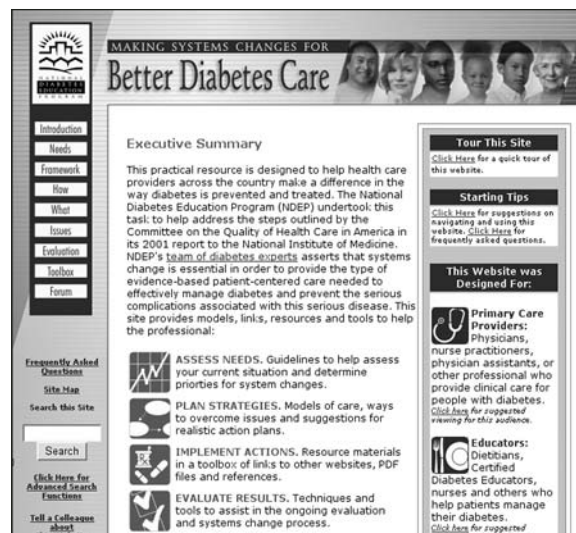 NATIONAL
DIABETES
EDUCATION
PROGRAM
MAKING SYSTEMS CHANGES FOR
Better Diabetes Care
Introduction
Needs
Framework
How
What
Issues
Evaluation
Toolbox
Forum
Frequently Asked
Questions
Site Map
Search this Site
Search
Click Here for
Advanced Search
Functions
Tell a Colleague
about
Executive Summary
This practical resource is designed to help health care
providers across the country make a difference in the
way diabetes is prevented and treated. The National
Diabetes Education Program (NDEP) undertook this
task to help address the steps outlined by the
Committee on the Quality of Health Care in America in
its 2001 report to the National Institute of Medicine.
NDEP's team of diabetes experts asserts that systems
change is essential in order to provide the type of
evidence-based patient-centered care needed to
effectively manage diabetes and prevent the serious
complications associated with this serious disease. This
site provides models, links, resources and tools to help
the professional:
ASSESS NEEDS. Guidelines to help assess
your current situation and determine
priorties for system changes.
PLAN STRATEGIES. Models of care, ways
to overcome issues and suggestions for
realistic action plans.
IMPLEMENT ACTIONS. Resource materials
in a toolbox of links to other websites, PDF
files and references.
EVALUATE RESULTS. Techniques and
tools to assist in the ongoing evaluation
and systems change process.
Tour This Site
Click Here for a quick tour of
this website.
Starting Tips
Click Here for suggestions on
navigating and using this
website. Click Here for
frequently asked questions.
This Website was
Designed For:
Primary Care
Providers:
Physicians,
nurse practitioners,
physician assistants, or
other professional who
provide clinical care for
people with diabetes.
Click here for suggested
viewing for this audience.
Educators:
Dietitians,
Certified
Diabetes Educators,
nurses and others who
help patients manage
their diabetes.
Click here for suggested